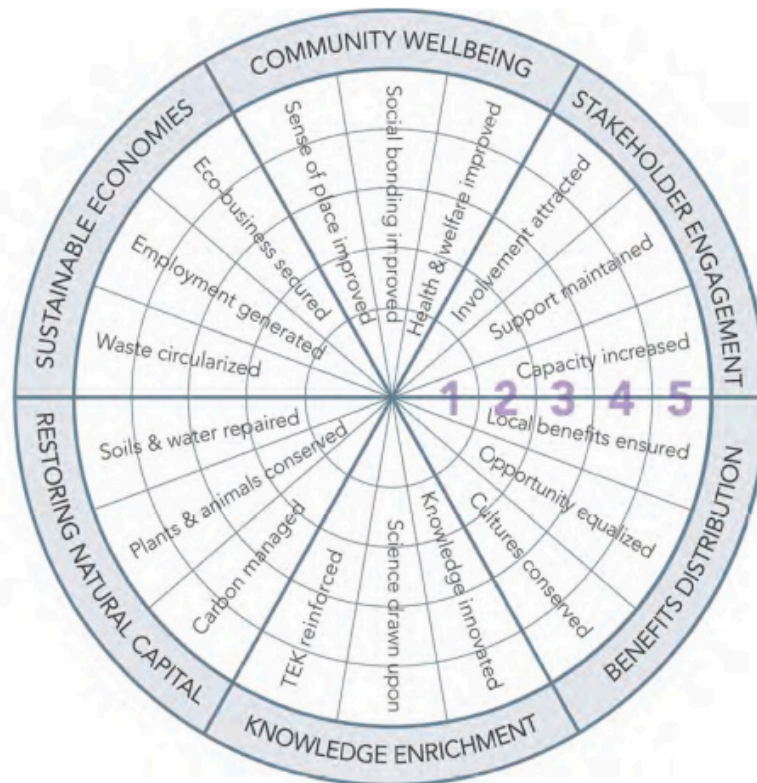 COMMUNITY WELLBEING
Sense of place improved
Social bonding improved
Health & welfare improved
STAKEHOLDER ENGAGEMENT
Involvement attracted
Support maintained
Capacity increased
1 2 3 4 5
BENEFITS DISTRIBUTION
Local benefits ensured
Opportunity equalized
Cultures conserved
KNOWLEDGE ENRICHMENT
Knowledge innovated
Science drawn upon
TEK reinforced
RESTORING NATURAL CAPITAL
Carbon managed
Plants & animals conserved
Soils & water repaired
SUSTAINABLE ECONOMIES
Waste circularized
Employment generated
Eco-business secured